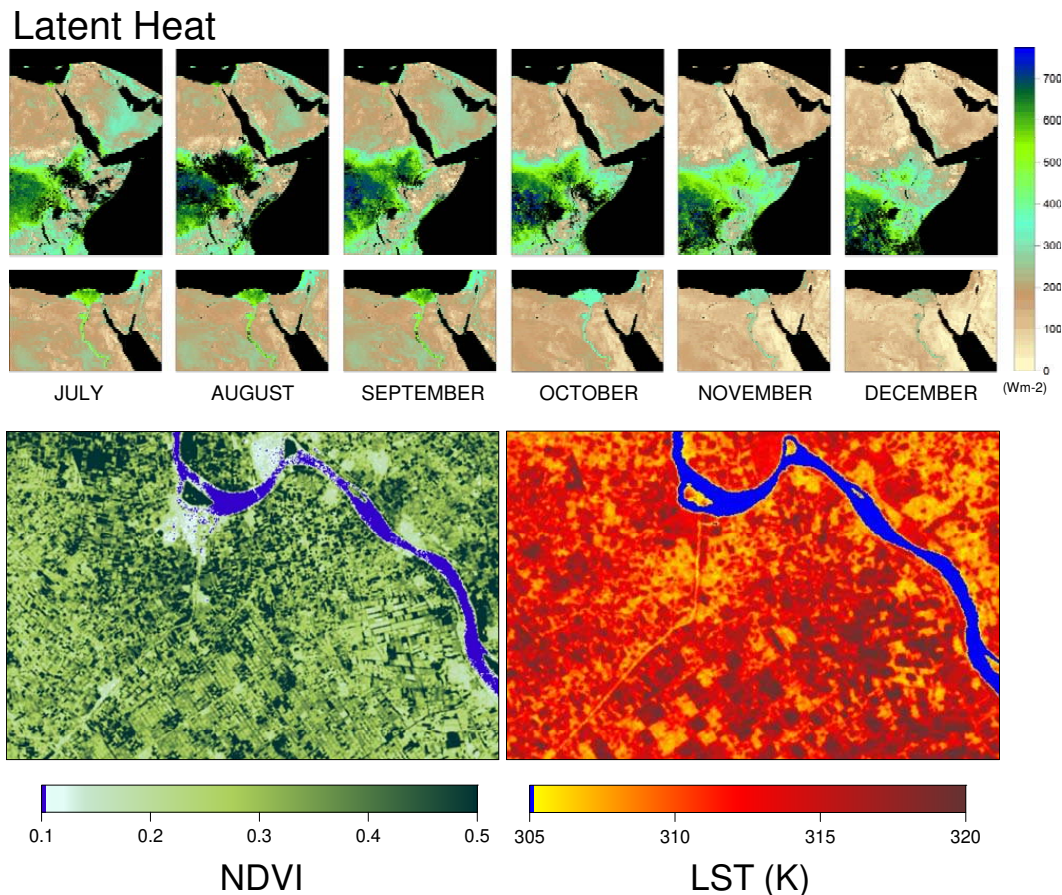 Latent Heat
700
600
500
400
300
200
100
0
(Wm-2)
JULY AUGUST SEPTEMBER OCTOBER NOVEMBER DECEMBER
0.1 0.2 0.3 0.4 0.5
NDVI
305 310 315 320
LST (K)